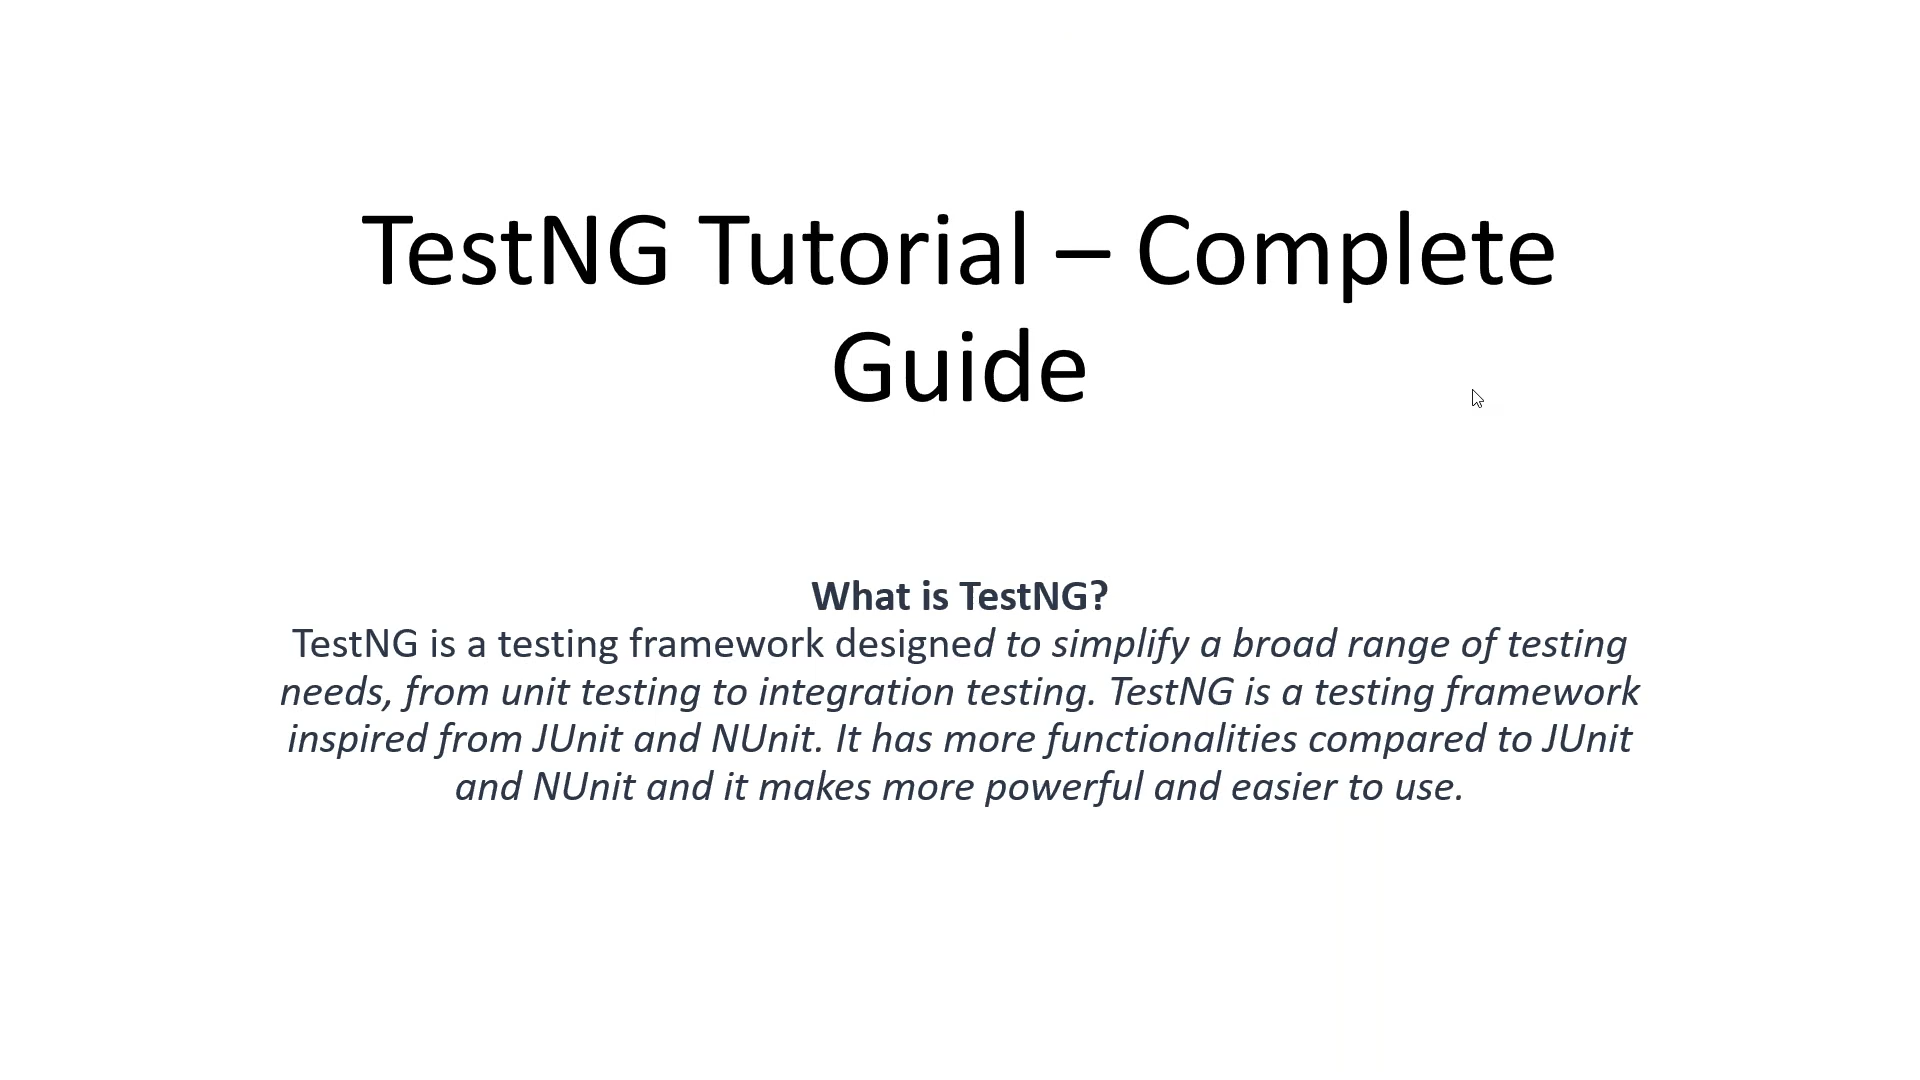 TestNG Tutorial – Complete
Guide
What is TestNG?
TestNG is a testing framework designed to simplify a broad range of testing
needs, from unit testing to integration testing. TestNG is a testing framework
inspired from JUnit and NUnit. It has more functionalities compared to JUnit
and NUnit and it makes more powerful and easier to use.